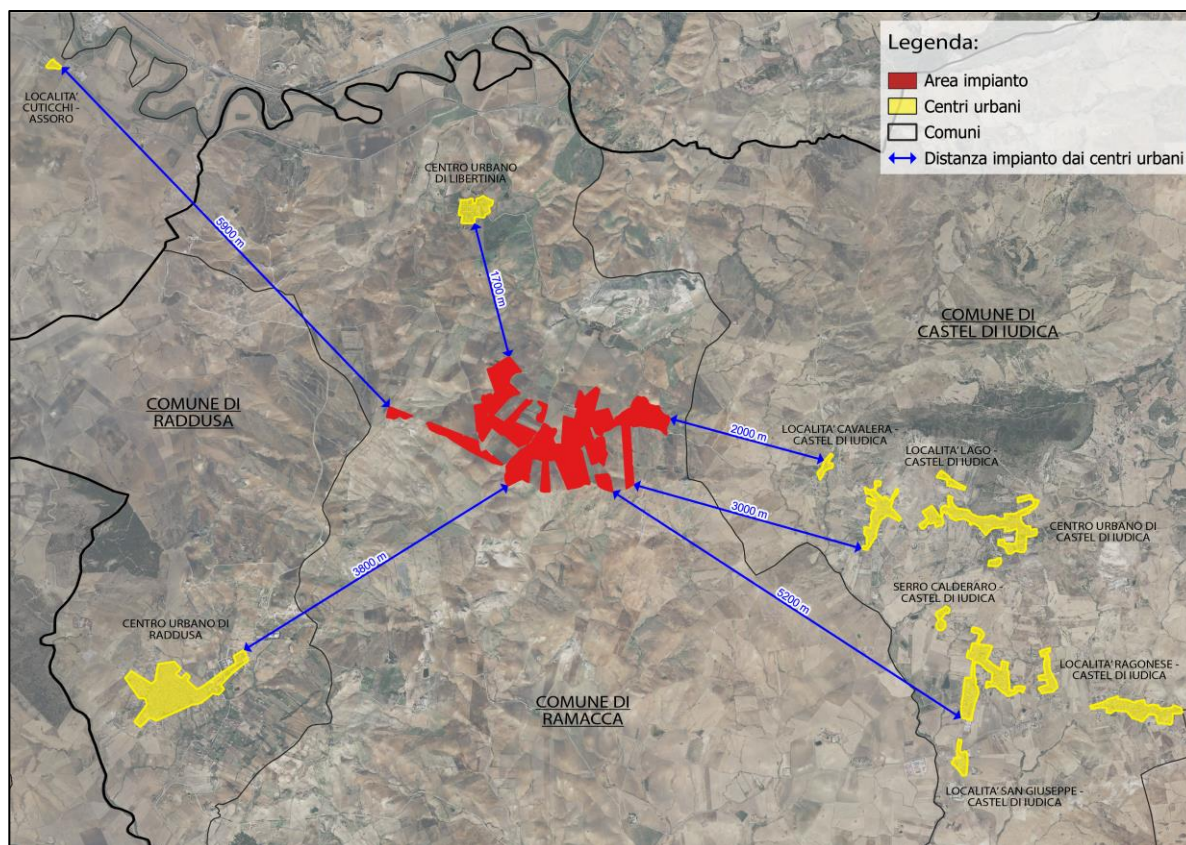 Legenda:
Area impianto
Centri urbani
Comuni
Distanza impianto dai centri urbani
LOCALITA'
CUTICCHI -
ASSORO
CENTRO URBANO
DI LIBERTINIA
5900 m
1700 m
COMUNE DI
CASTEL DI IUDICA
COMUNE DI
RADDUSA
2000 m
LOCALITA' CAVALERA -
CASTEL DI IUDICA
LOCALITA' LAGO -
CASTEL DI IUDICA
3000 m
CENTRO URBANO DI
CASTEL DI IUDICA
3800 m
5200 m
SERRO CALDERARO -
CASTEL DI IUDICA
CENTRO URBANO DI
RADDUSA
LOCALITA' RAGONESE -
CASTEL DI IUDICA
COMUNE DI
RAMACCA
LOCALITA' SAN GIUSEPPE -
CASTEL DI IUDICA